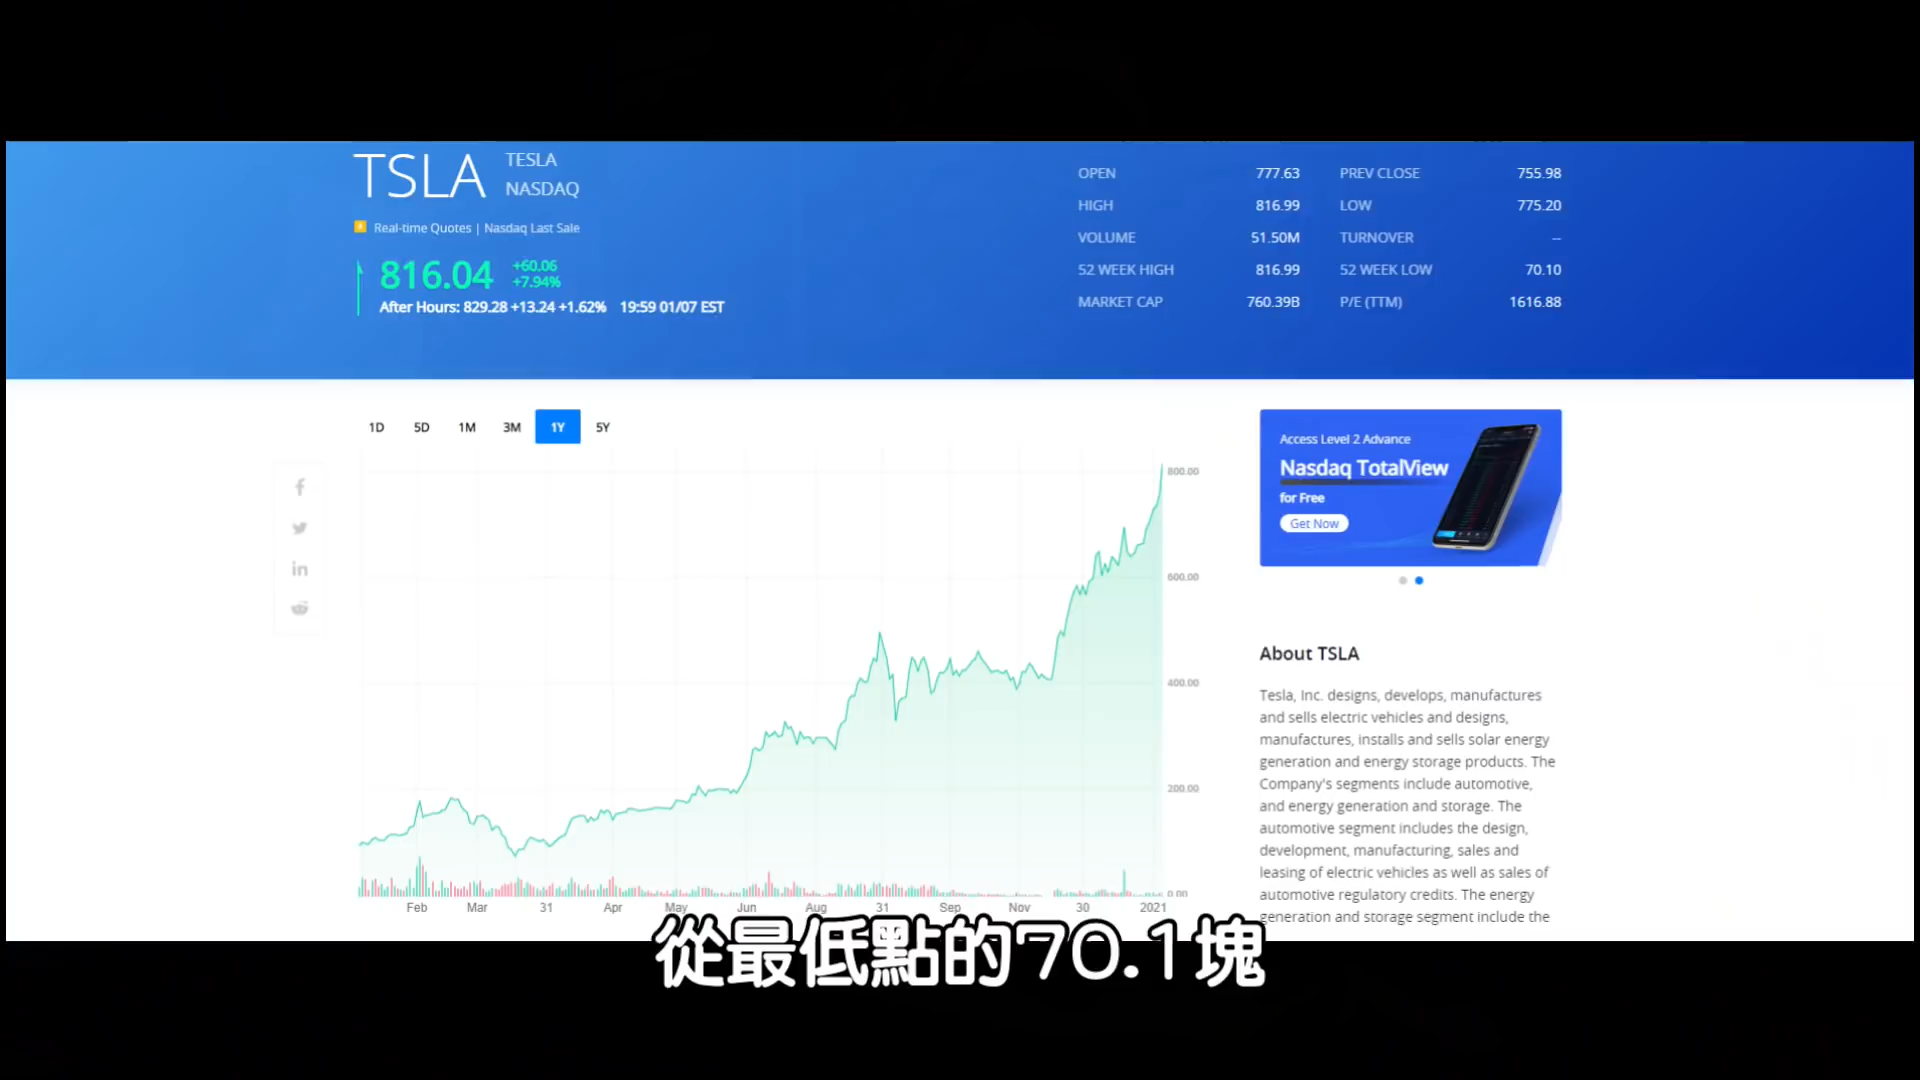 TSLA
TESLA
NASDAQ
Real-time Quotes | Nasdaq Last Sale
816.04
+60.06
+7.94%
After Hours: 829.28 +13.24 +1.62% 19:59 01/07 EST
OPEN 777.63 PREV CLOSE 755.98
HIGH 816.99 LOW 775.20
VOLUME 51.50M TURNOVER --
52 WEEK HIGH 816.99 52 WEEK LOW 70.10
MARKET CAP 760.39B P/E (TTM) 1616.88
1D 5D 1M 3M 1Y 5Y
800.00
600.00
400.00
200.00
0.00
Feb Mar 31 Apr May Jun Aug 31 Sep Nov 30 2021
Access Level 2 Advance
Nasdaq TotalView
for Free
Get Now
About TSLA
Tesla, Inc. designs, develops, manufactures
and sells electric vehicles and designs,
manufactures, installs and sells solar energy
generation and energy storage products. The
Company's segments include automotive,
and energy generation and storage. The
automotive segment includes the design,
development, manufacturing, sales and
leasing of electric vehicles as well as sales of
automotive regulatory credits. The energy
generation and storage segment include the
從最低點的70.1塊